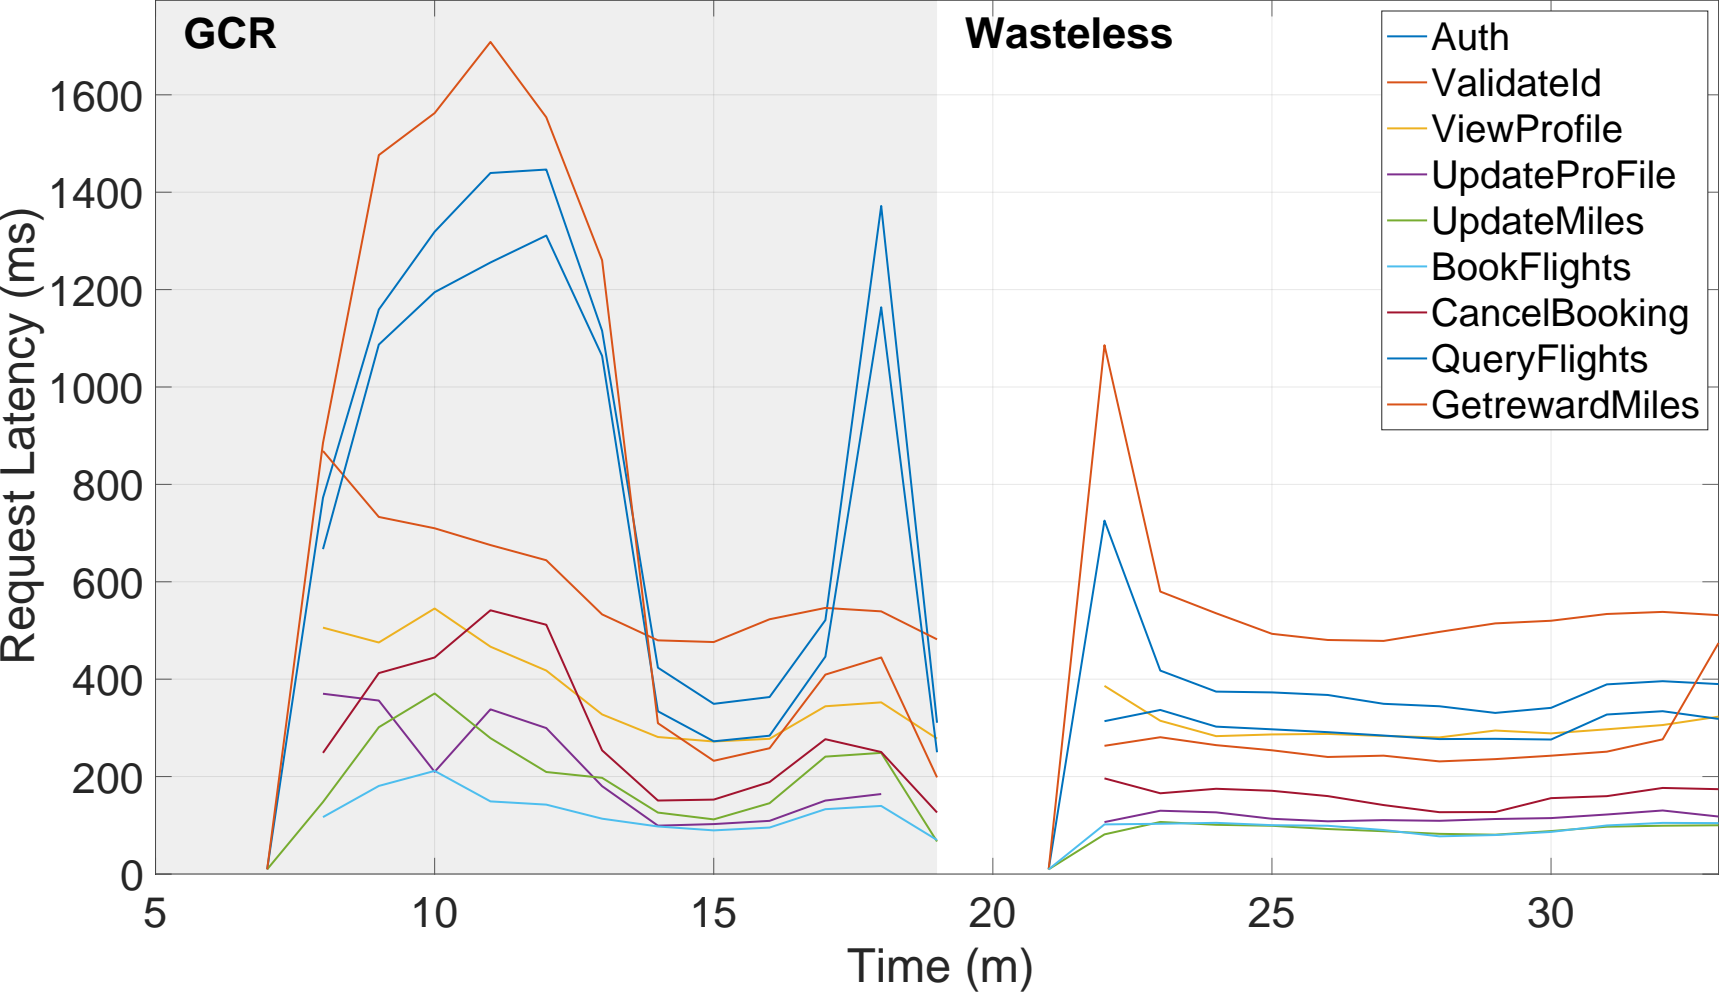 GCR
Wasteless
Auth
ValidateId
ViewProfile
UpdateProFile
UpdateMiles
BookFlights
CancelBooking
QueryFlights
GetrewardMiles
Request Latency (ms)
1600
1400
1200
1000
800
600
400
200
0
5 10 15 20 25 30
Time (m)